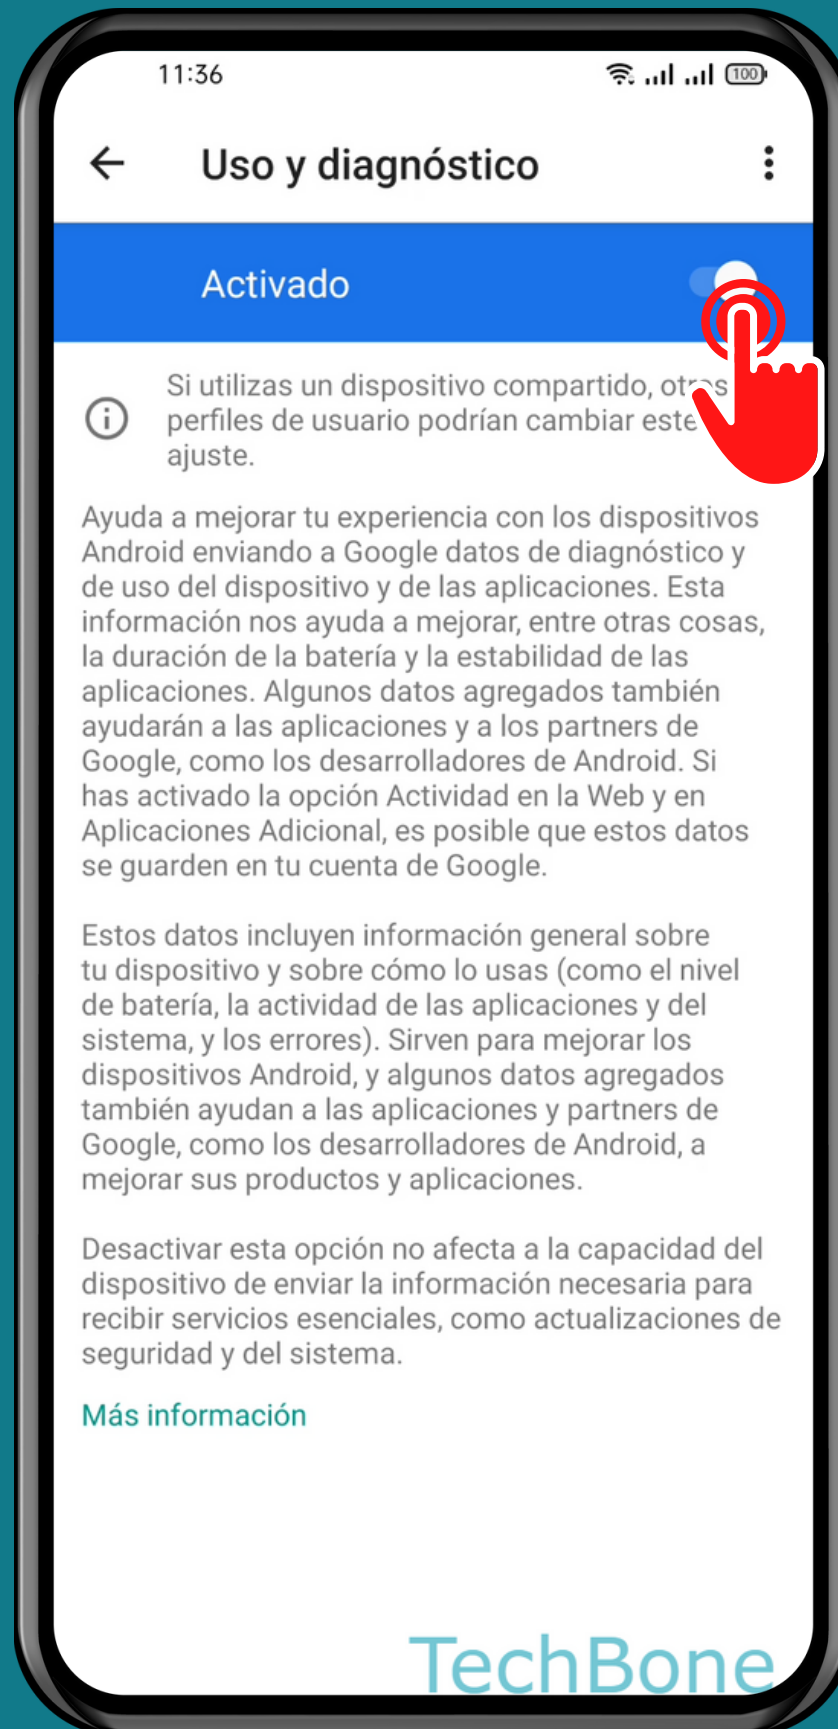 11:36
100
Uso y diagnóstico
Activado
Si utilizas un dispositivo compartido, otros
perfiles de usuario podrían cambiar este
ajuste.
Ayuda a mejorar tu experiencia con los dispositivos
Android enviando a Google datos de diagnóstico y
de uso del dispositivo y de las aplicaciones. Esta
información nos ayuda a mejorar, entre otras cosas,
la duración de la batería y la estabilidad de las
aplicaciones. Algunos datos agregados también
ayudarán a las aplicaciones y a los partners de
Google, como los desarrolladores de Android. Si
has activado la opción Actividad en la Web y en
Aplicaciones Adicional, es posible que estos datos
se guarden en tu cuenta de Google.
Estos datos incluyen información general sobre
tu dispositivo y sobre cómo lo usas (como el nivel
de batería, la actividad de las aplicaciones y del
sistema, y los errores). Sirven para mejorar los
dispositivos Android, y algunos datos agregados
también ayudan a las aplicaciones y partners de
Google, como los desarrolladores de Android, a
mejorar sus productos y aplicaciones.
Desactivar esta opción no afecta a la capacidad del
dispositivo de enviar la información necesaria para
recibir servicios esenciales, como actualizaciones de
seguridad y del sistema.
Más información
TechBone